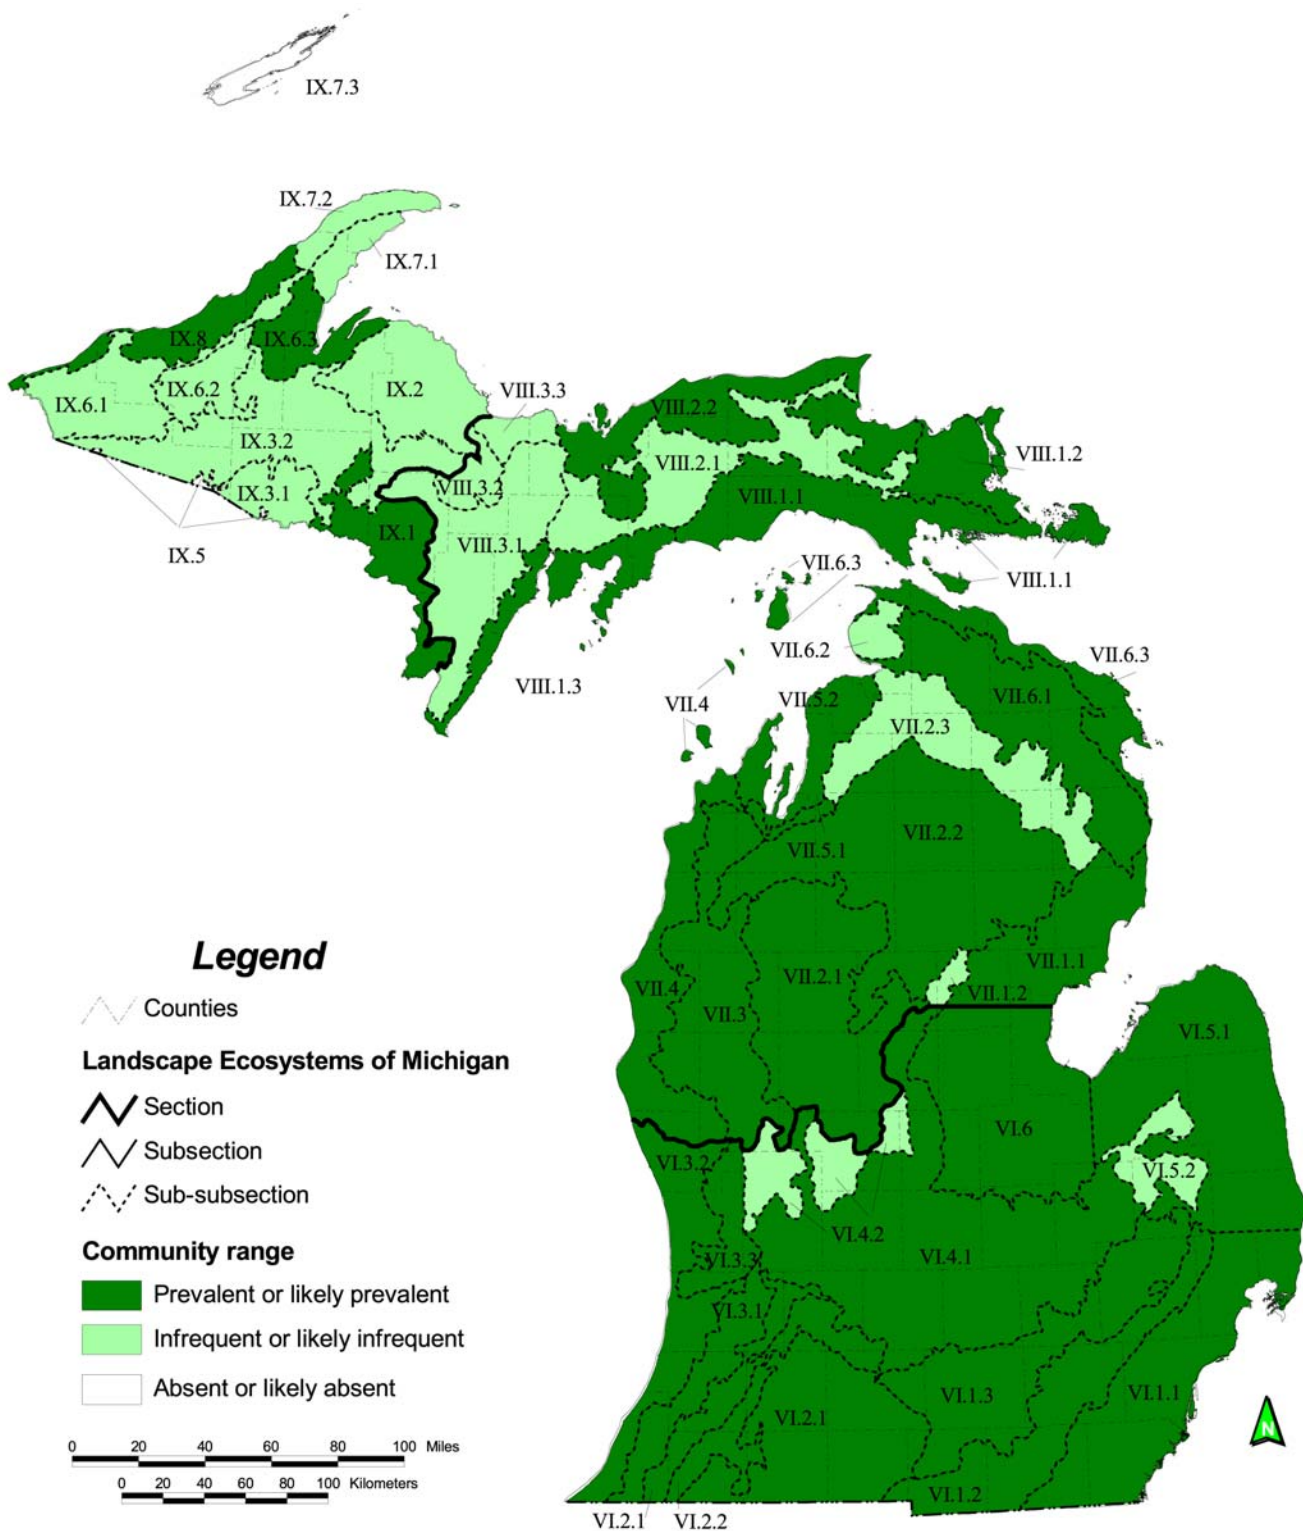 IX.7.3
IX.7.2
IX.7.1
IX.8
IX.6.3
IX.6.2
IX.2
VIII.3.3
IX.6.1
VIII.2.2
IX.3.2
VIII.1.2
VIII.2.1
IX.3.1
VIII.3.2
VIII.1.1
IX.1
VIII.3.1
IX.5
VII.6.3
VIII.1.1
VII.6.2
VII.6.3
VIII.1.3
VII.4
VII.5.2
VII.6.1
VII.2.3
VII.2.2
VII.5.1
VII.1.1
VII.2.1
VII.4
VII.1.2
VII.3
VI.5.1
VI.6
VI.3.2
VI.5.2
VI.4.2
VI.4.1
VI.3.3
VI.3.1
VI.1.3
VI.1.1
VI.2.1
VI.1.2
VI.2.1
VI.2.2
Legend
Counties
Landscape Ecosystems of Michigan
Section
Subsection
Sub-subsection
Community range
Prevalent or likely prevalent
Infrequent or likely infrequent
Absent or likely absent
0 20 40 60 80 100 Miles
0 20 40 60 80 100 Kilometers
N